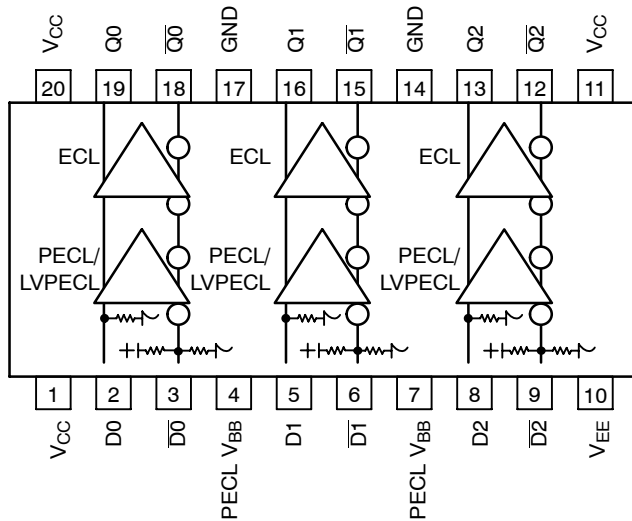 VCC Q0 Q0 GND Q1 Q1 GND Q2 Q2 VCC
20 19 18 17 16 15 14 13 12 11
ECL ECL ECL
PECL/ PECL/ PECL/
LVPECL LVPECL LVPECL
1 2 3 4 5 6 7 8 9 10
VCC D0 D0 PECL VBB D1 D1 PECL VBB D2 D2 VEE